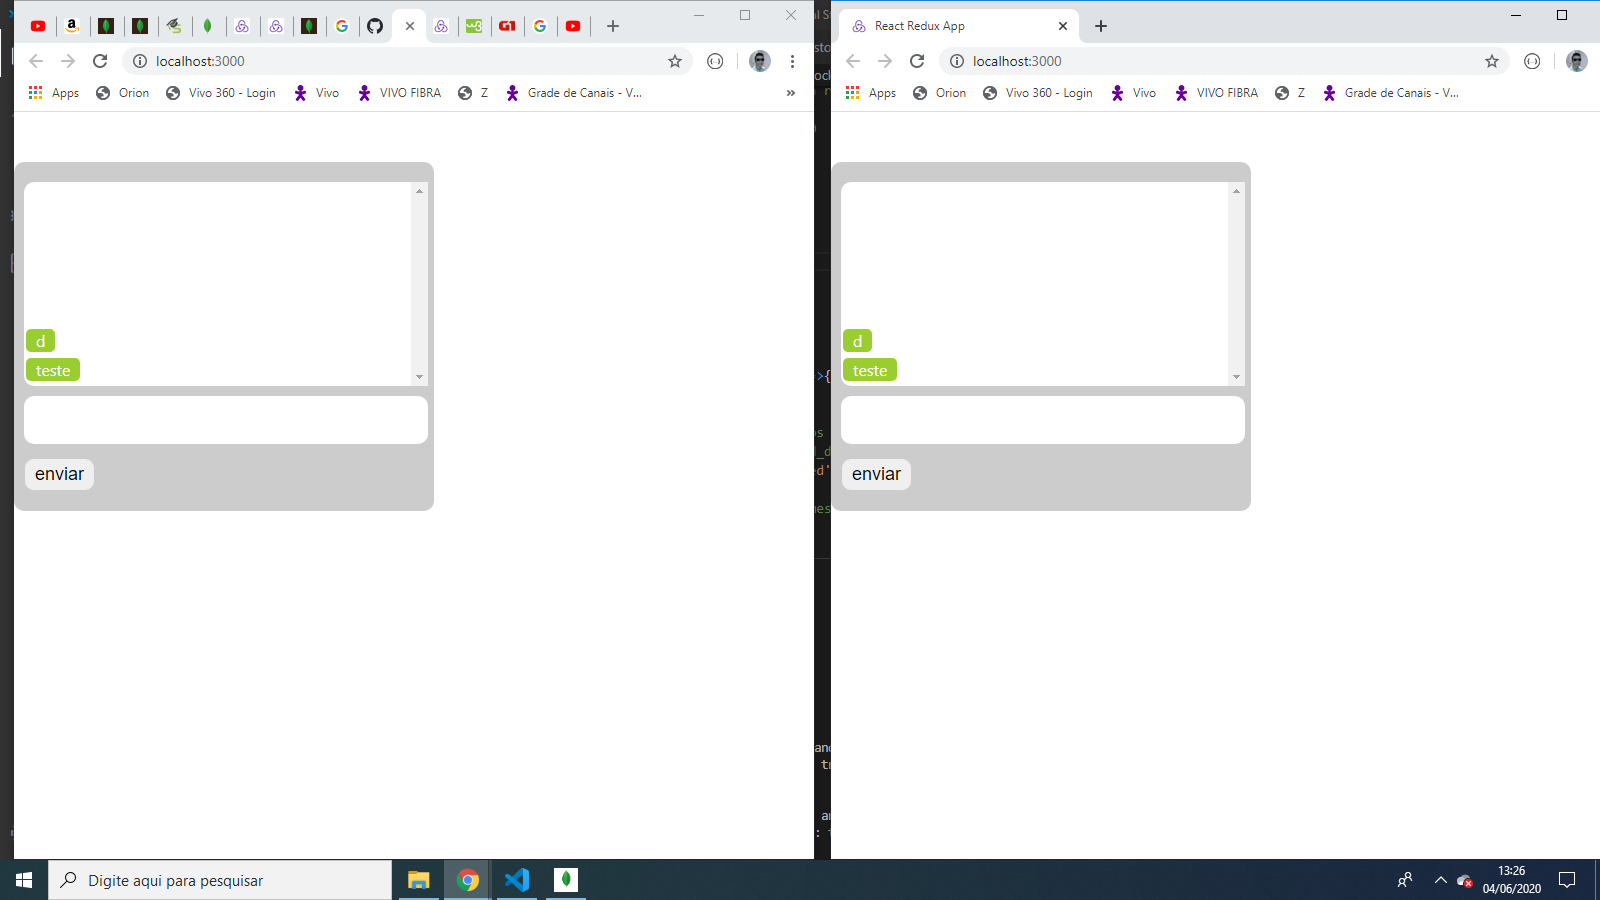 localhost:3000
Apps Orion Vivo 360 - Login Vivo VIVO FIBRA Z Grade de Canais - V... »
d
teste
enviar
React Redux App
localhost:3000
Apps Orion Vivo 360 - Login Vivo VIVO FIBRA Z Grade de Canais - V...
d
teste
enviar
Digite aqui para pesquisar
13:26
04/06/2020